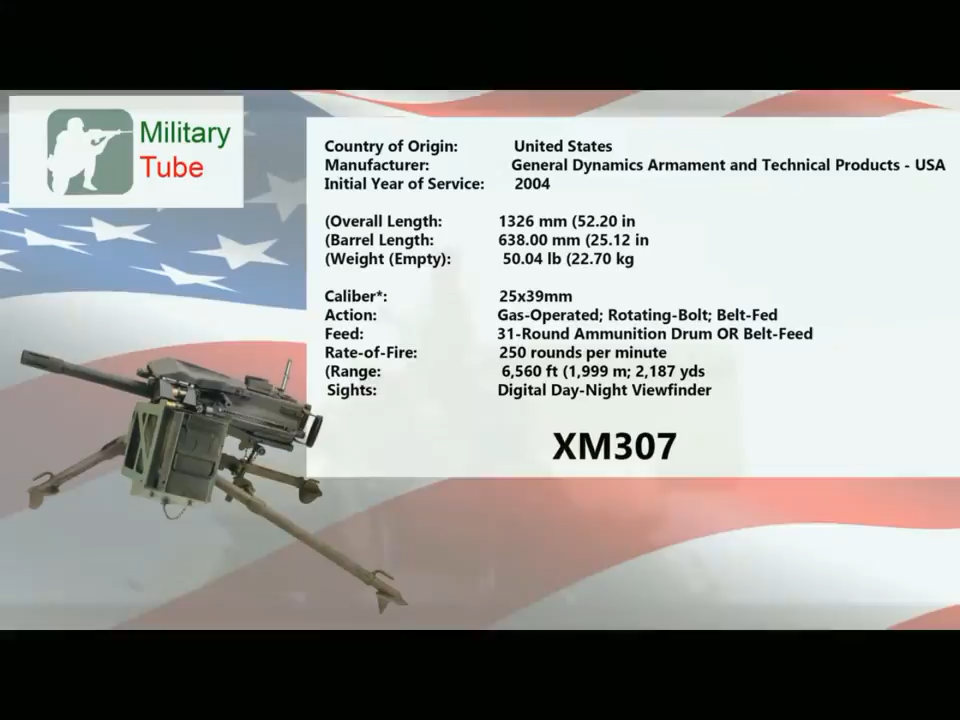 Military
Tube
Country of Origin: United States
Manufacturer: General Dynamics Armament and Technical Products - USA
Initial Year of Service: 2004
(Overall Length: 1326 mm (52.20 in
(Barrel Length: 638.00 mm (25.12 in
(Weight (Empty): 50.04 lb (22.70 kg
Caliber*: 25x39mm
Action: Gas-Operated; Rotating-Bolt; Belt-Fed
Feed: 31-Round Ammunition Drum OR Belt-Feed
Rate-of-Fire: 250 rounds per minute
(Range: 6,560 ft (1,999 m; 2,187 yds
Sights: Digital Day-Night Viewfinder
XM307